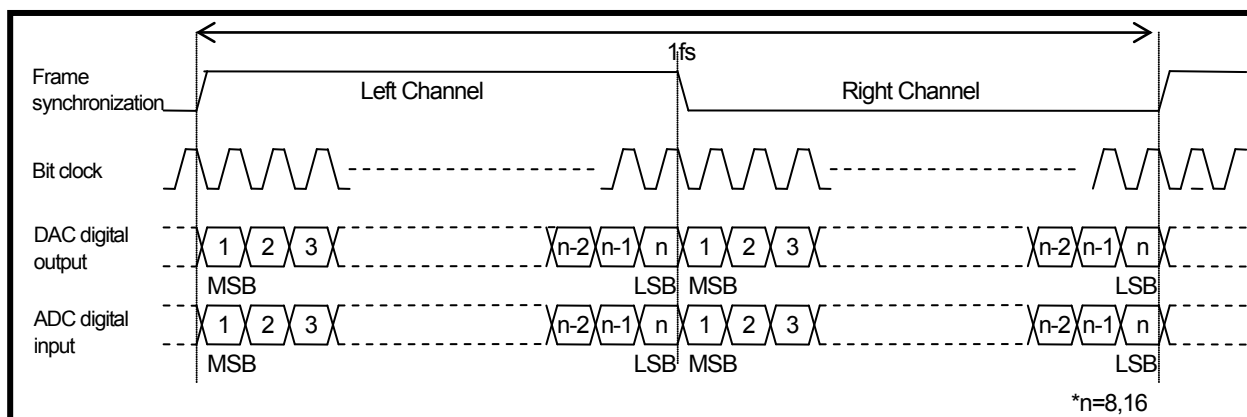 1fs
Frame
synchronization
Left Channel
Right Channel
Bit clock
DAC digital
output
1 2 3 n-2 n-1 n 1 2 3 n-2 n-1 n
MSB LSB MSB LSB
ADC digital
input
1 2 3 n-2 n-1 n 1 2 3 n-2 n-1 n
MSB LSB MSB LSB
*n=8,16